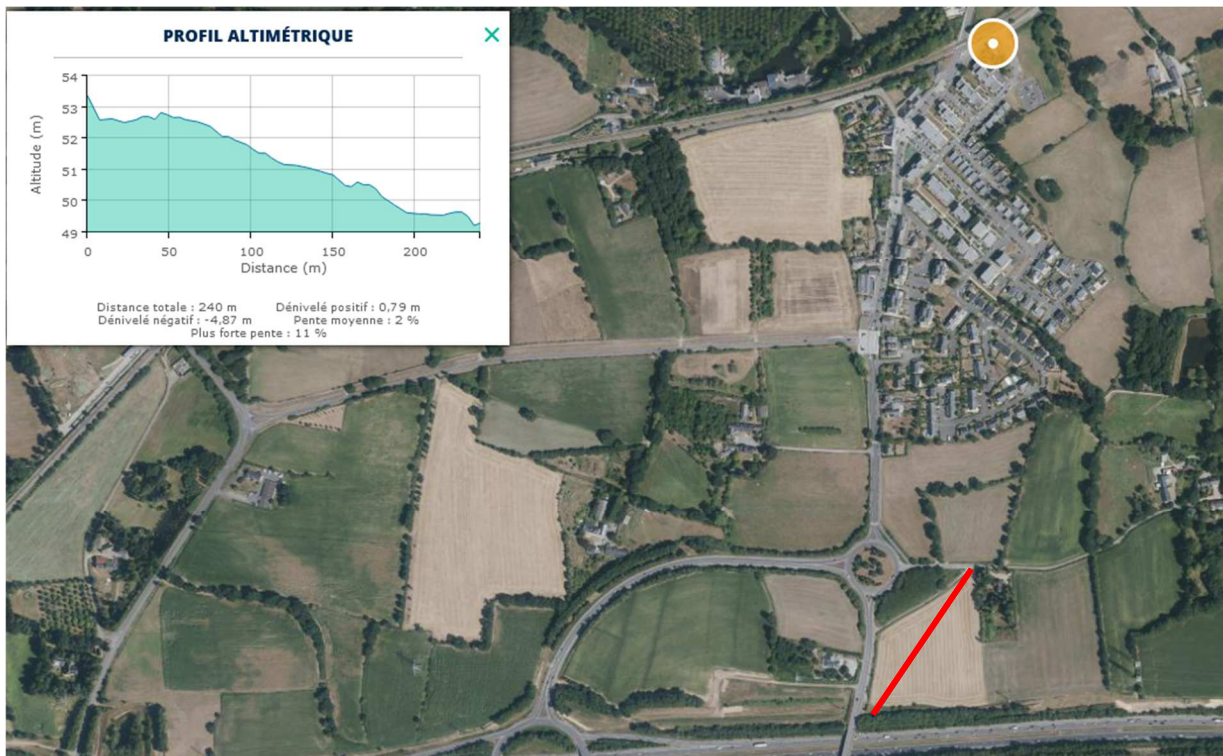 PROFIL ALTIMÉTRIQUE
54
53
52
51
50
49
Altitude (m)
0 50 100 150 200
Distance (m)
Distance totale : 240 m Dénivelé positif : 0,79 m
Dénivelé négatif : -4,87 m Pente moyenne : 2 %
Plus forte pente : 11 %